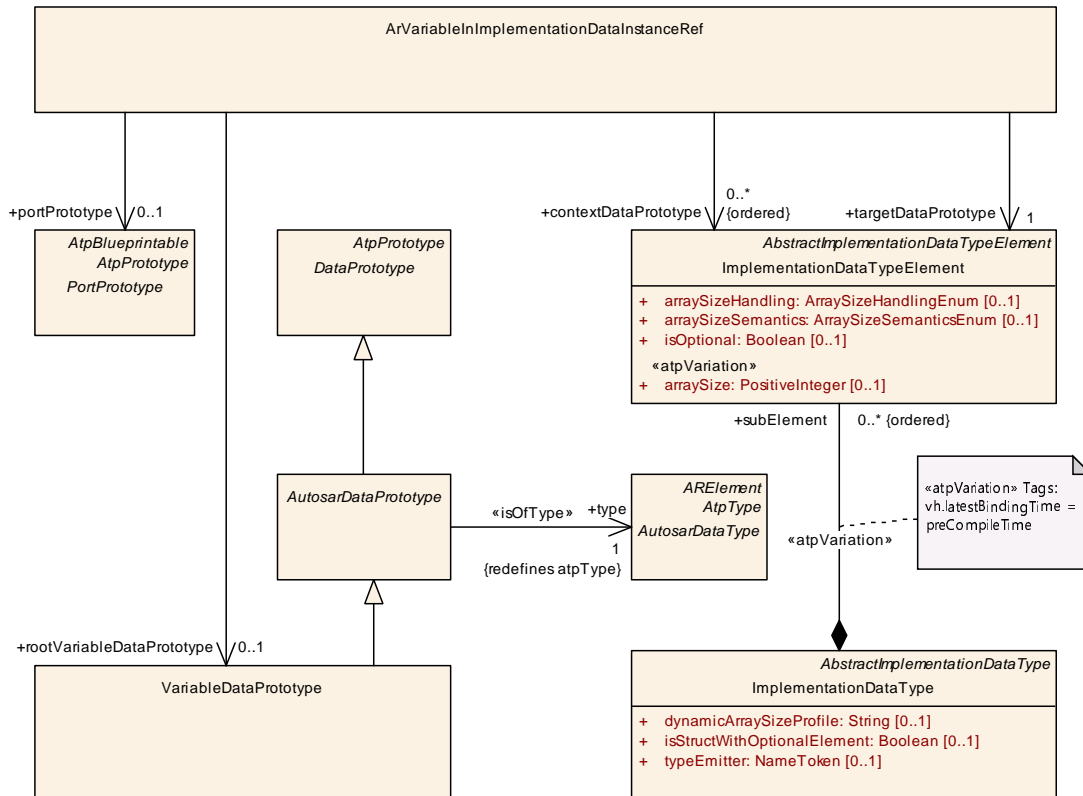 ArVariableInImplementationDataInstanceRef
+portPrototype
0..1
+contextDataPrototype
0..*
{ordered}
+targetDataPrototype
1
AtpBlueprintable
AtpPrototype
PortPrototype
AtpPrototype
DataPrototype
AbstractImplementationDataTypeElement
ImplementationDataTypeElement
+ arraySizeHandling: ArraySizeHandlingEnum [0..1]
+ arraySizeSemantics: ArraySizeSemanticsEnum [0..1]
+ isOptional: Boolean [0..1]
«atpVariation»
+ arraySize: PositiveInteger [0..1]
+subElement
0..* {ordered}
AutosarDataPrototype
«isOfType»
+type
1
{redefines atpType}
ARElement
AtpType
AutosarDataType
«atpVariation» Tags:
vh.latestBindingTime =
preCompileTime
«atpVariation»
+rootVariableDataPrototype
0..1
VariableDataPrototype
AbstractImplementationDataType
ImplementationDataType
+ dynamicArraySizeProfile: String [0..1]
+ isStructWithOptionalElement: Boolean [0..1]
+ typeEmitter: NameToken [0..1]